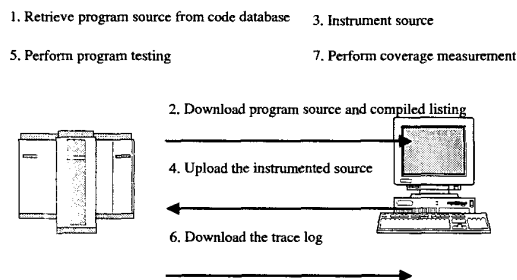 1. Retrieve program source from code database
3. Instrument source
5. Perform program testing
7. Perform coverage measurement
2. Download program source and compiled listing
4. Upload the instrumented source
6. Download the trace log